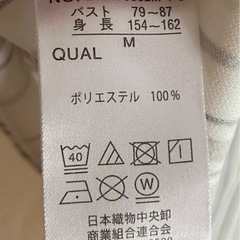 バスト 79~87
身長 154~162
QUAL M
ポリエステル 100%
40
W
日本織物中央卸
商業組合連合会